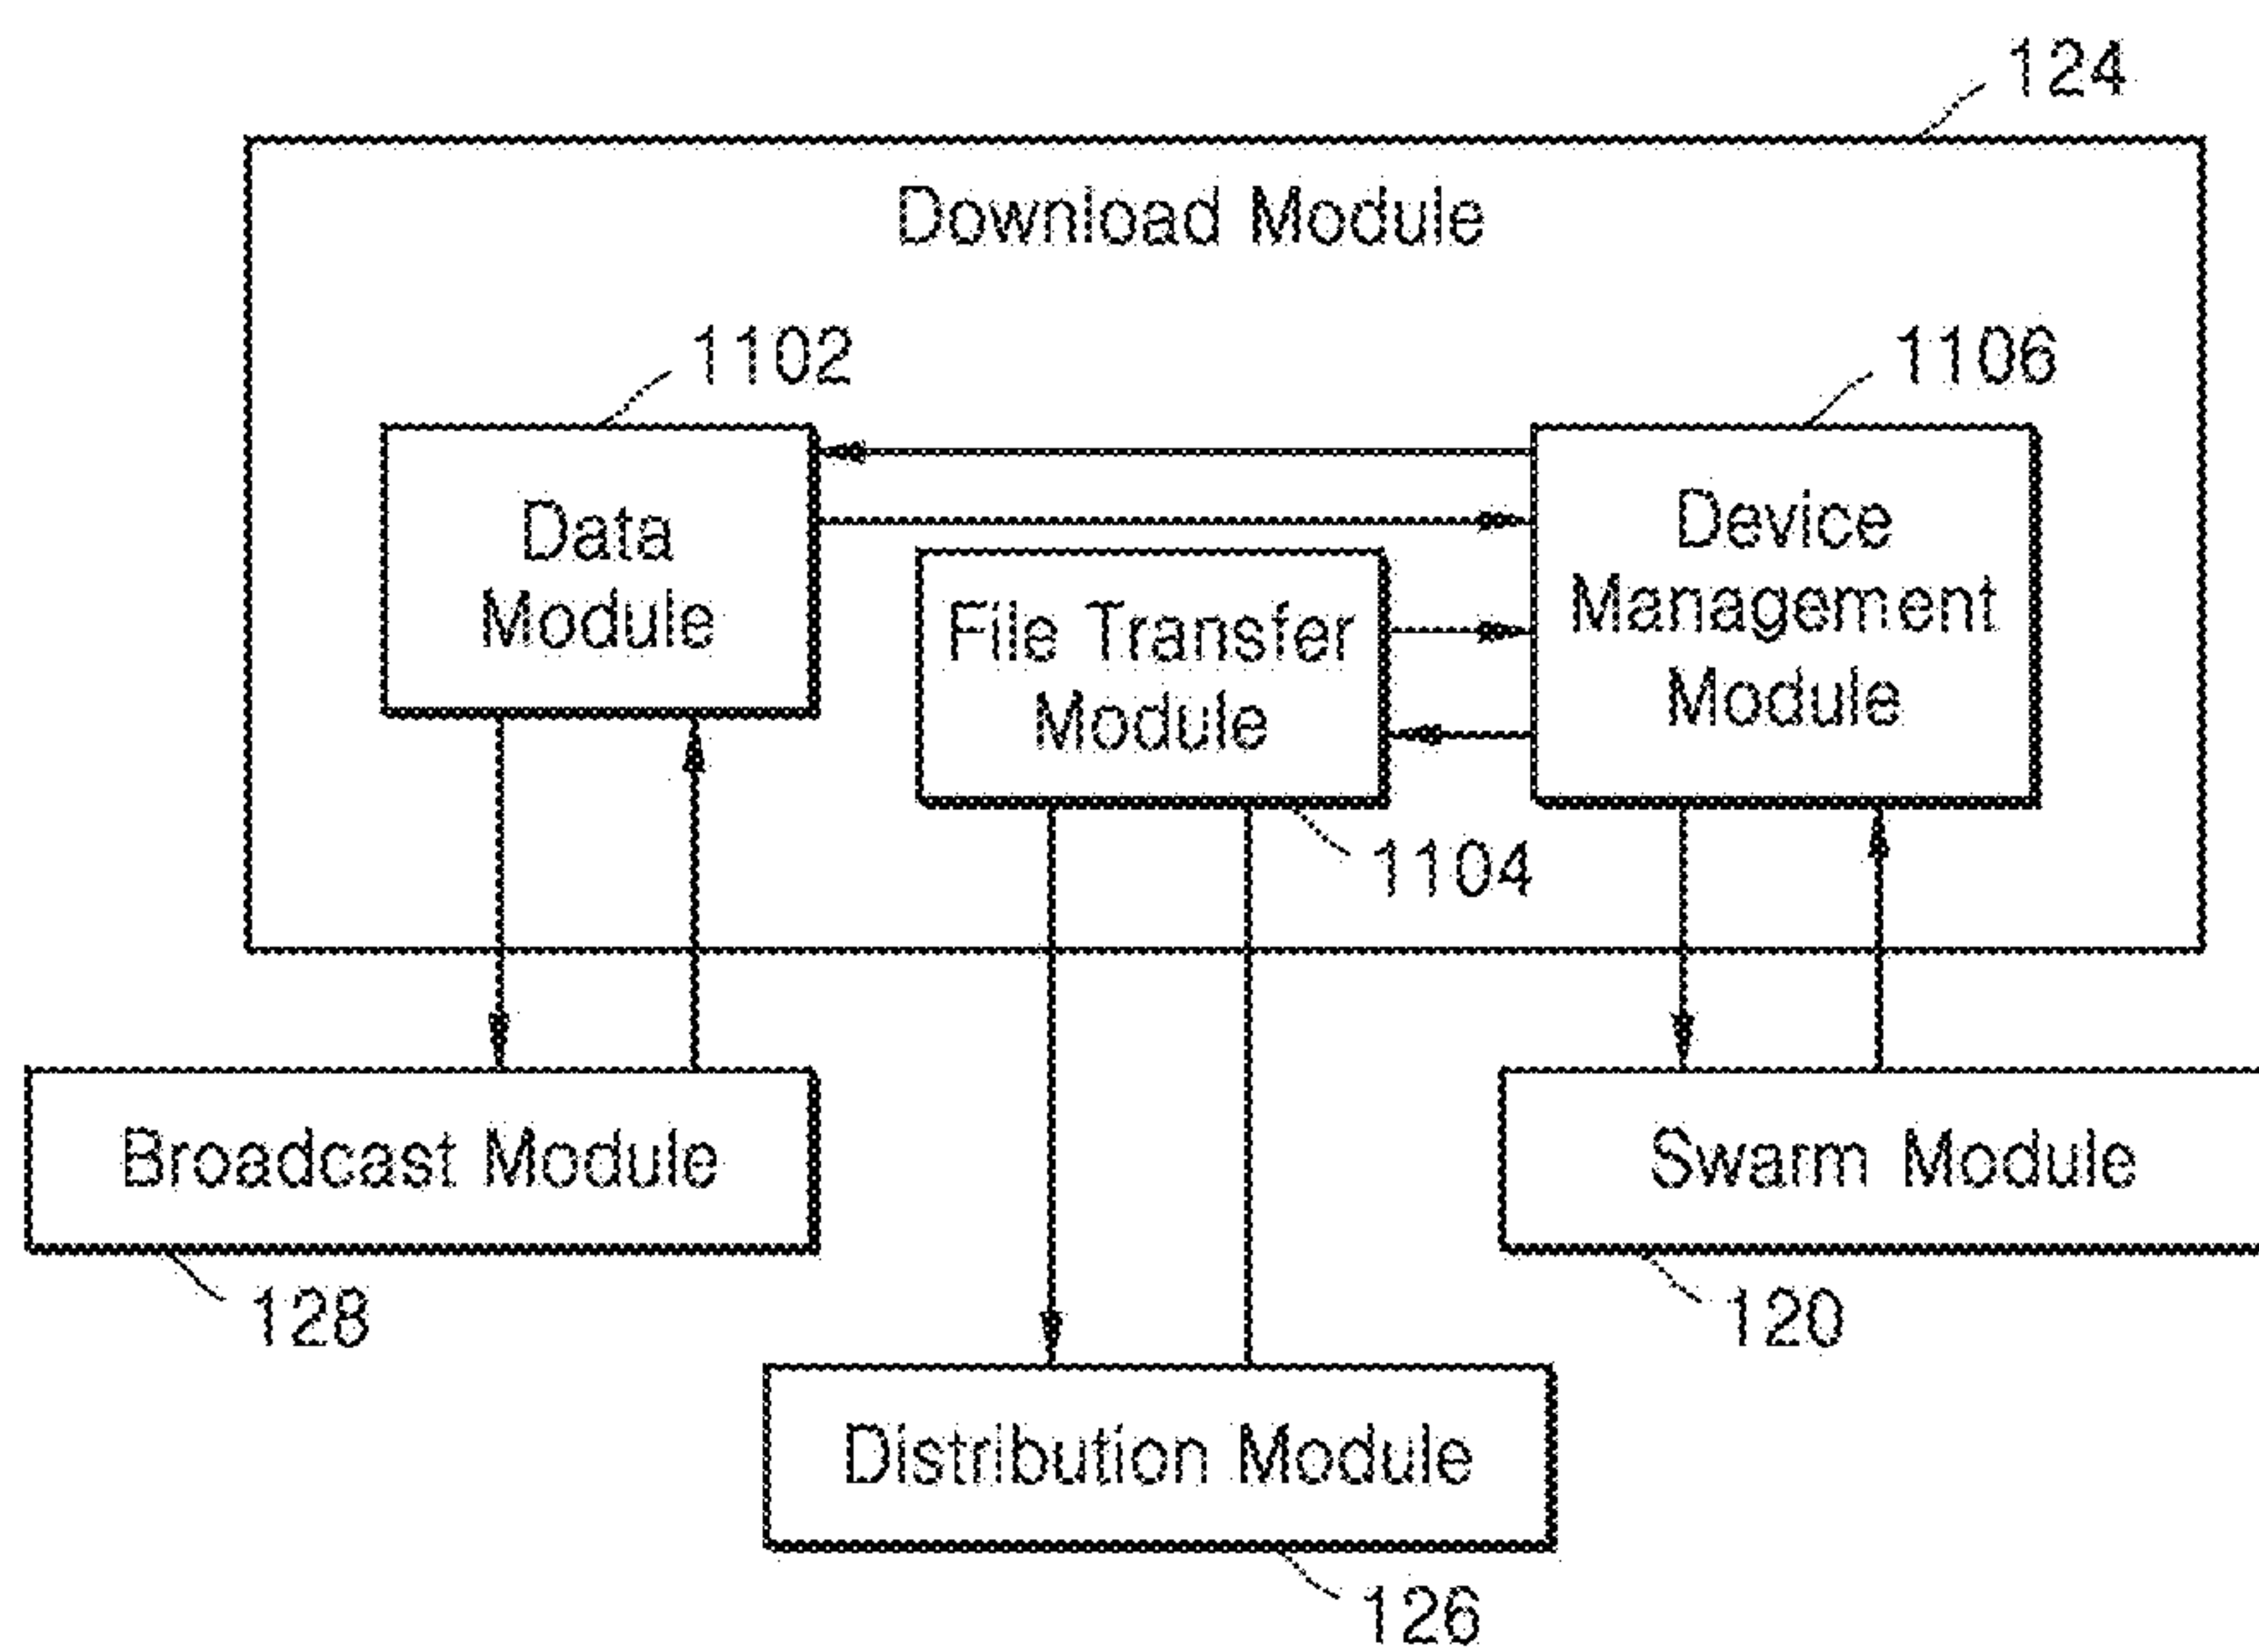 124
Download Module
1102
1106
Data
Module
File Transfer
Module
Device
Management
Module
1104
Broadcast Module
Swarm Module
128
120
Distribution Module
126